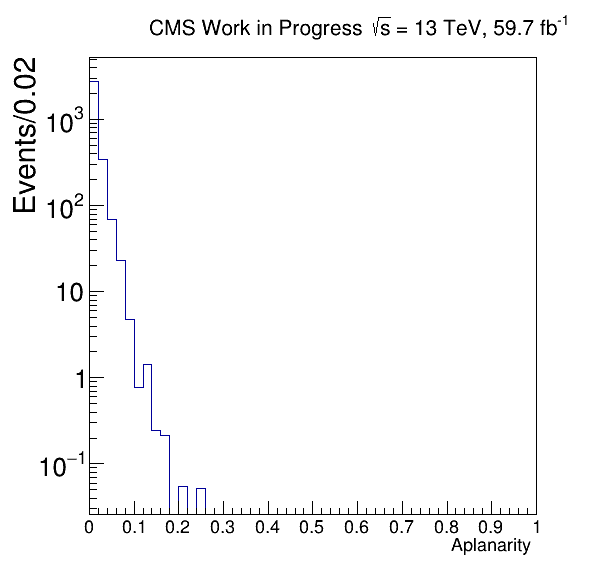 CMS Work in Progress √s = 13 TeV, 59.7 fb⁻¹
Events/0.02
10³
10²
10
1
10⁻¹
0 0.1 0.2 0.3 0.4 0.5 0.6 0.7 0.8 0.9 1
Aplanarity